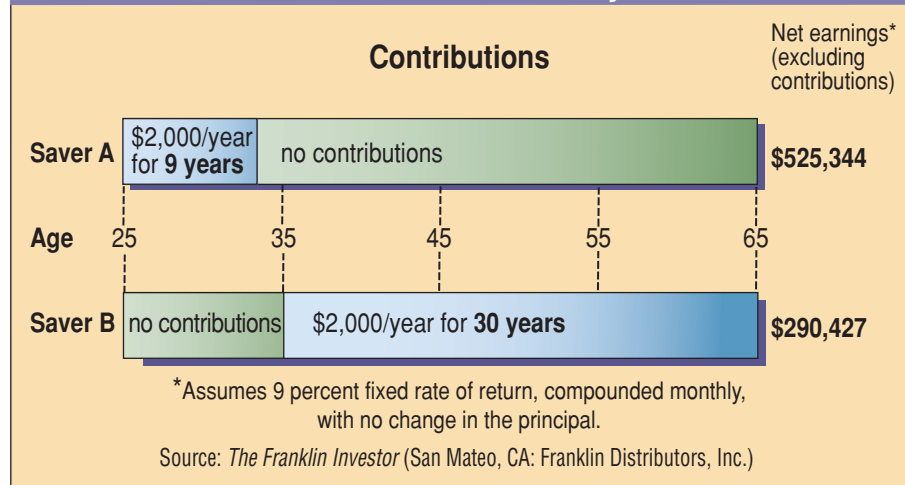 Contributions
Net earnings*
(excluding
contributions)
Saver A
$2,000/year
for 9 years
no contributions
$525,344
Age 25 35 45 55 65
Saver B
no contributions
$2,000/year for 30 years
$290,427
*Assumes 9 percent fixed rate of return, compounded monthly,
with no change in the principal.
Source: The Franklin Investor (San Mateo, CA: Franklin Distributors, Inc.)